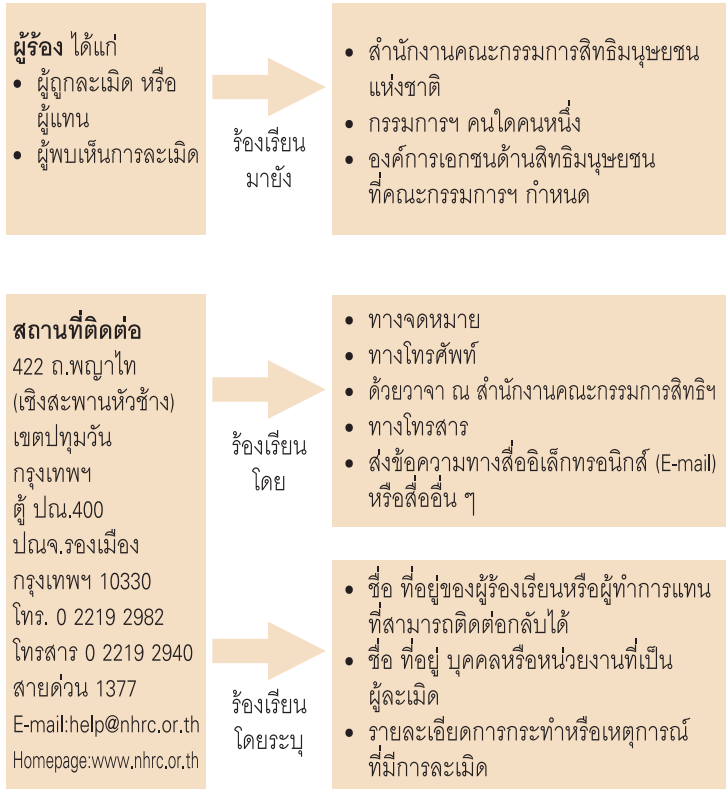 ผู้ร้อง ได้แก่
• ผู้ถูกละเมิด หรือ
ผู้แทน
• ผู้พบเห็นการละเมิด
ร้องเรียน
มายัง
• สำนักงานคณะกรรมการสิทธิมนุษยชน
แห่งชาติ
• กรรมการฯ คนใดคนหนึ่ง
• องค์การเอกชนด้านสิทธิมนุษยชน
ที่คณะกรรมการฯ กำหนด
สถานที่ติดต่อ
422 ถ.พญาไท
(เชิงสะพานหัวช้าง)
เขตปทุมวัน
กรุงเทพฯ
ตู้ ปณ.400
ปณจ.รองเมือง
กรุงเทพฯ 10330
โทร. 0 2219 2982
โทรสาร 0 2219 2940
สายด่วน 1377
E-mail:help@nhrc.or.th
Homepage:www.nhrc.or.th
ร้องเรียน
โดย
• ทางจดหมาย
• ทางโทรศัพท์
• ด้วยวาจา ณ สำนักงานคณะกรรมการสิทธิฯ
• ทางโทรสาร
• ส่งข้อความทางสื่ออิเล็กทรอนิกส์ (E-mail)
หรือสื่ออื่น ๆ
ร้องเรียน
โดยระบุ
• ชื่อ ที่อยู่ของผู้ร้องเรียนหรือผู้ทำการแทน
ที่สามารถติดต่อกลับได้
• ชื่อ ที่อยู่ บุคคลหรือหน่วยงานที่เป็น
ผู้ละเมิด
• รายละเอียดการกระทำหรือเหตุการณ์
ที่มีการละเมิด